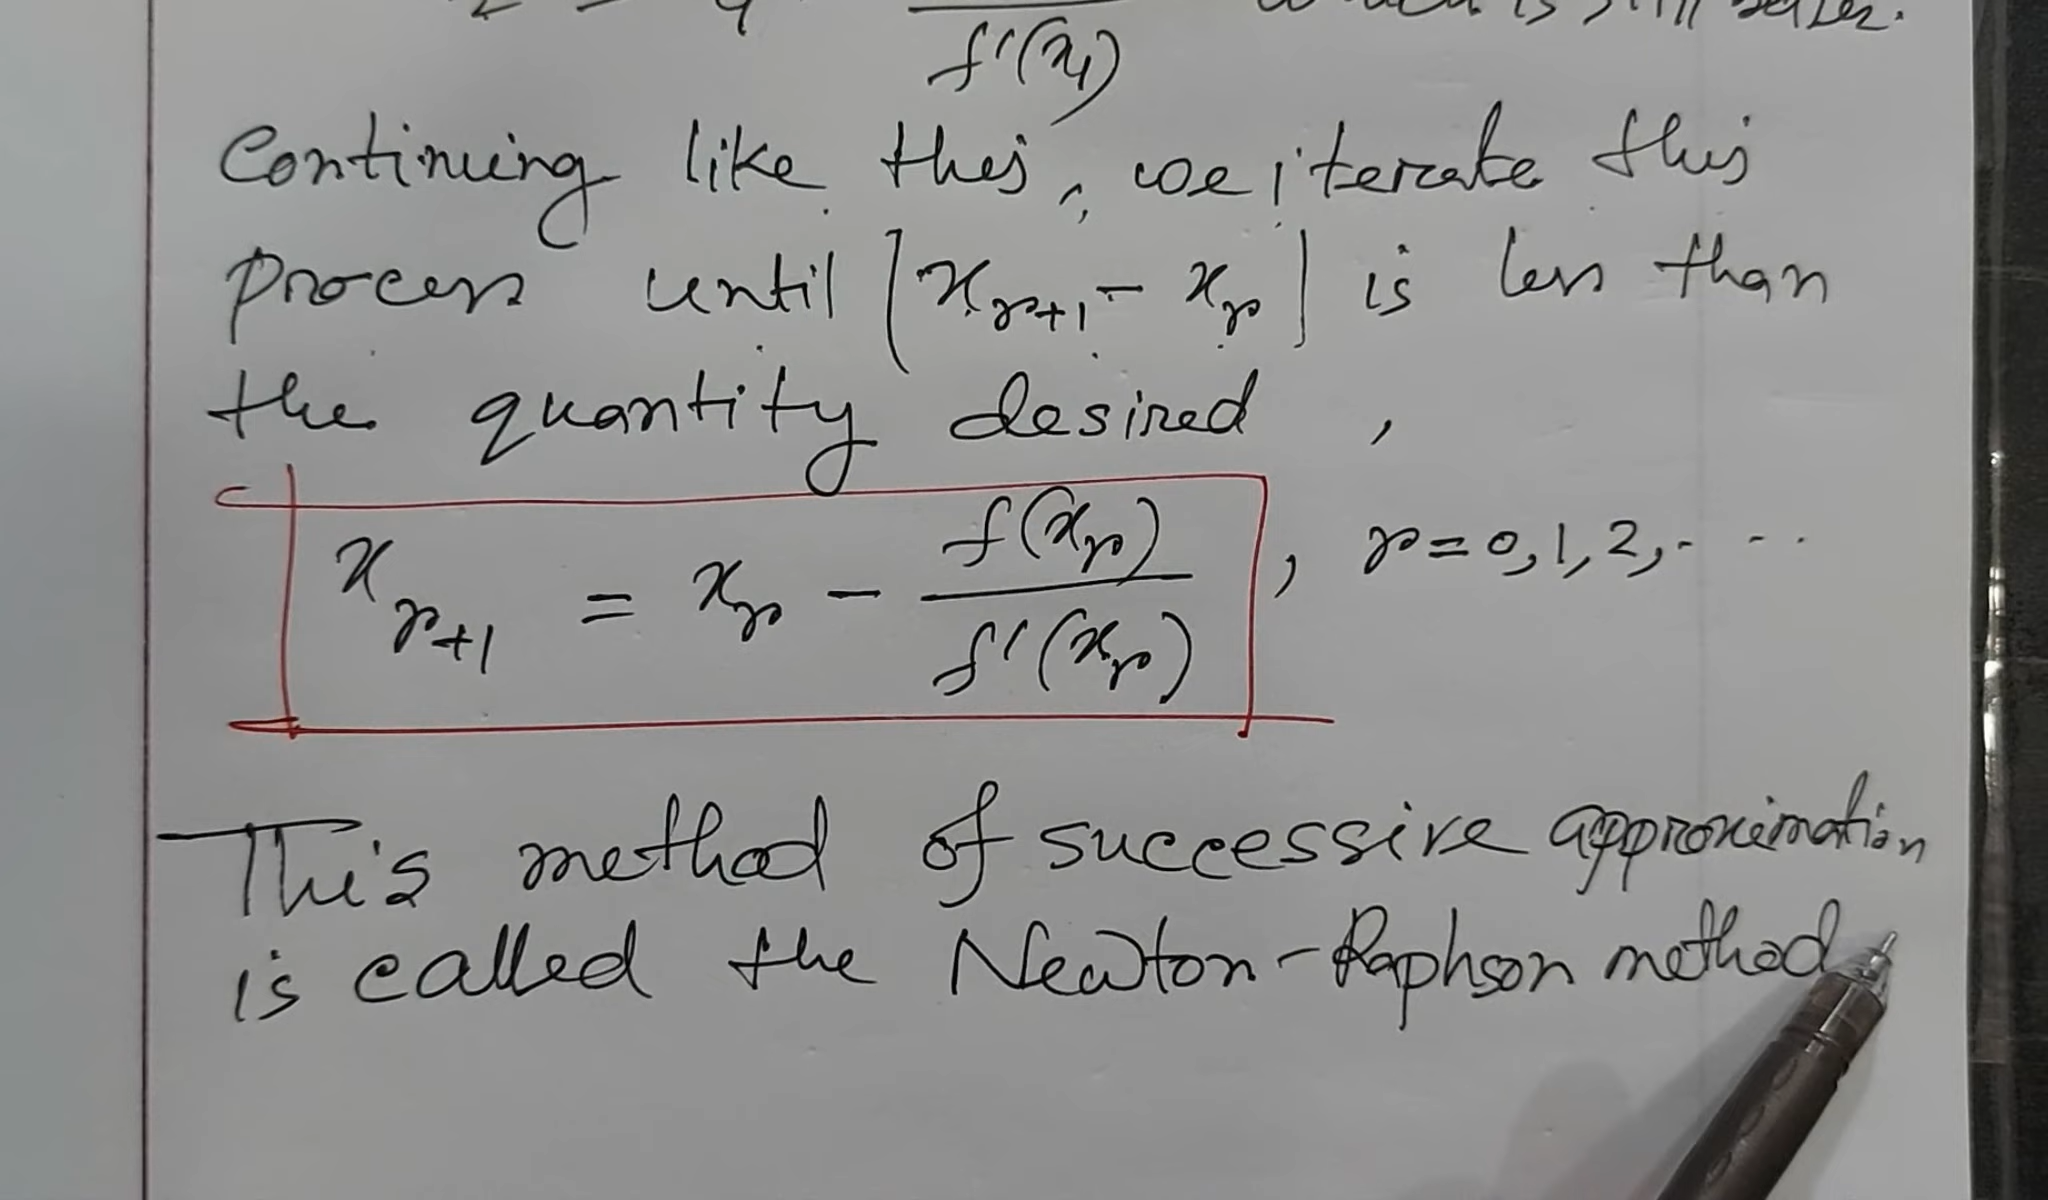 f'(x₁)
Continuing like this, we iterate this
process until |xᵣ₊₁ - xᵣ| is less than
the quantity desired,
xᵣ₊₁ = xᵣ - f(xᵣ)/f'(xᵣ), r = 0, 1, 2, - - - ·
This method of successive approximation
is called the Newton-Raphson method